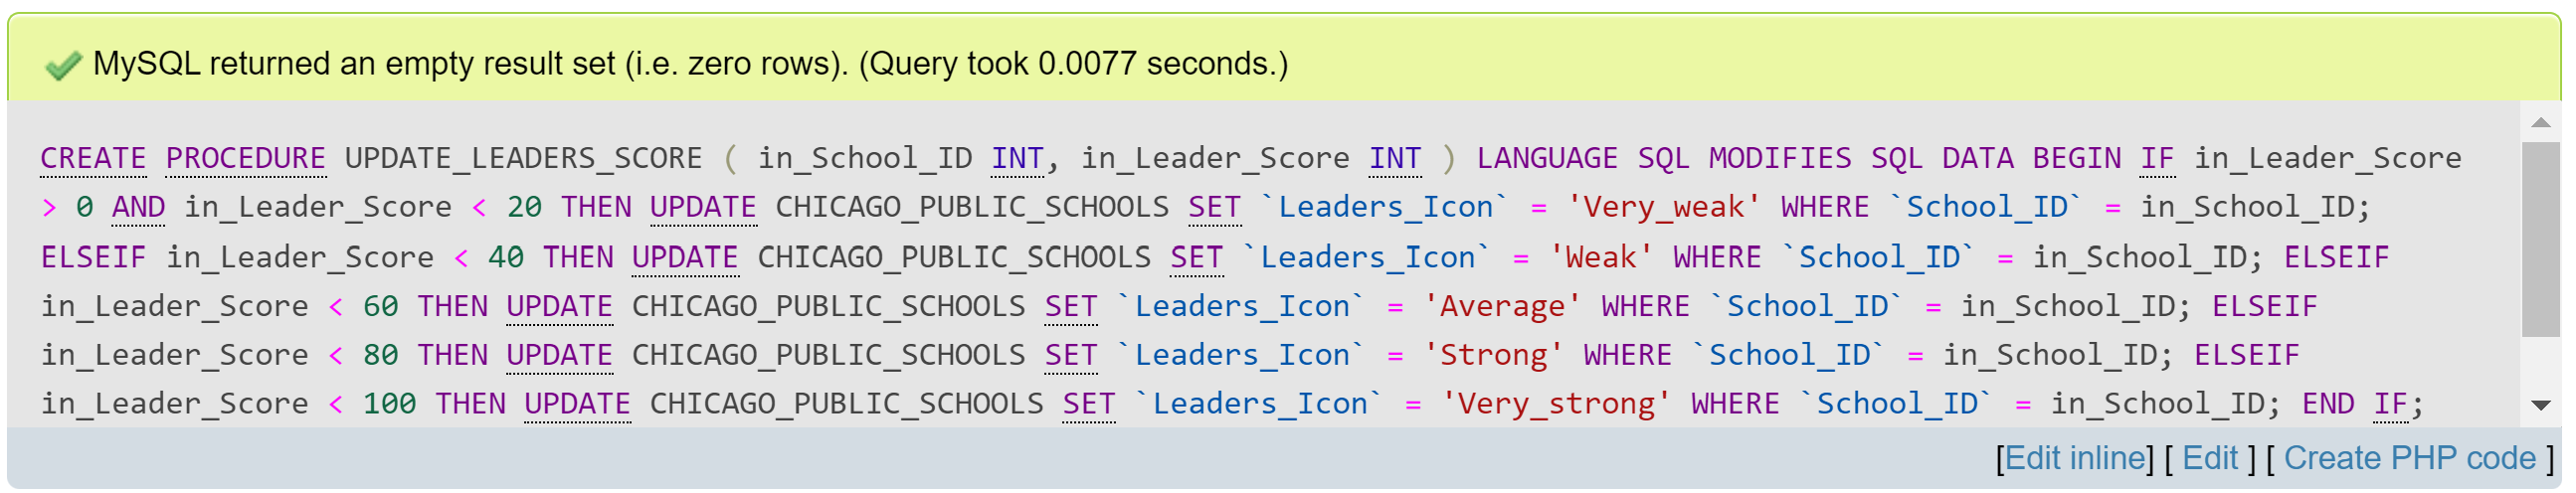 MySQL returned an empty result set (i.e. zero rows). (Query took 0.0077 seconds.)
CREATE PROCEDURE UPDATE_LEADERS_SCORE ( in_School_ID INT, in_Leader_Score INT ) LANGUAGE SQL MODIFIES SQL DATA BEGIN IF in_Leader_Score
> 0 AND in_Leader_Score < 20 THEN UPDATE CHICAGO_PUBLIC_SCHOOLS SET `Leaders_Icon` = 'Very_weak' WHERE `School_ID` = in_School_ID;
ELSEIF in_Leader_Score < 40 THEN UPDATE CHICAGO_PUBLIC_SCHOOLS SET `Leaders_Icon` = 'Weak' WHERE `School_ID` = in_School_ID; ELSEIF
in_Leader_Score < 60 THEN UPDATE CHICAGO_PUBLIC_SCHOOLS SET `Leaders_Icon` = 'Average' WHERE `School_ID` = in_School_ID; ELSEIF
in_Leader_Score < 80 THEN UPDATE CHICAGO_PUBLIC_SCHOOLS SET `Leaders_Icon` = 'Strong' WHERE `School_ID` = in_School_ID; ELSEIF
in_Leader_Score < 100 THEN UPDATE CHICAGO_PUBLIC_SCHOOLS SET `Leaders_Icon` = 'Very_strong' WHERE `School_ID` = in_School_ID; END IF;
[Edit inline] [ Edit ] [ Create PHP code ]